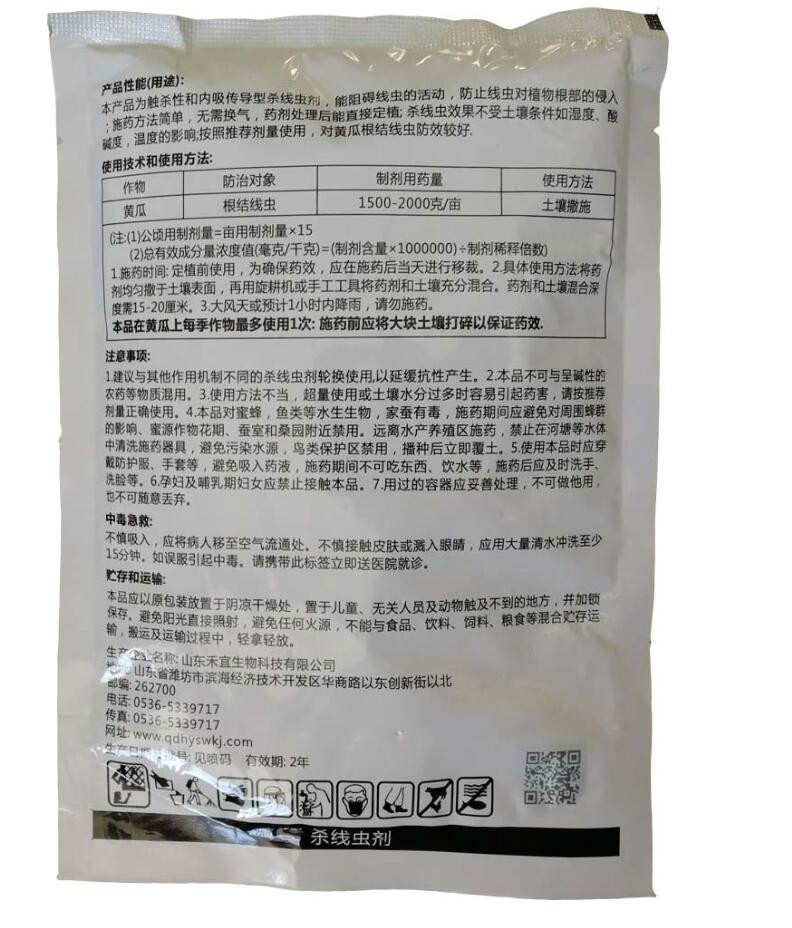 产品性能(用途):
本产品为触杀性和内吸传导型杀线虫剂，能阻碍线虫的活动，防止线虫对植物根部的侵入
；施药方法简单，无需换气，药剂处理后能直接定植; 杀线虫效果不受土壤条件如湿度、酸
碱度，温度的影响;按照推荐剂量使用，对黄瓜根结线虫防效较好.
使用技术和使用方法:
作物 防治对象 制剂用药量 使用方法
黄瓜 根结线虫 1500-2000克/亩 土壤撒施
(注:(1)公顷用制剂量=亩用制剂量×15
(2)总有效成分量浓度值(毫克/千克)=(制剂含量×1000000)÷制剂稀释倍数)
1.施药时间: 定植前使用，为确保药效，应在施药后当天进行移栽。2.具体使用方法:将药
剂均匀撒于土壤表面，再用旋耕机或手工工具将药剂和土壤充分混合。药剂和土壤混合深
度需15-20厘米。3.大风天或预计1小时内降雨，请勿施药。
本品在黄瓜上每季作物最多使用1次: 施药前应将大块土壤打碎以保证药效.
注意事项:
1.建议与其他作用机制不同的杀线虫剂轮换使用,以延缓抗性产生。2.本品不可与呈碱性的
农药等物质混用。3.使用方法不当，超量使用或土壤水分过多时容易引起药害，请按推荐
剂量正确使用。4.本品对蜜蜂，鱼类等水生生物，家蚕有毒，施药期间应避免对周围蜂群
的影响、蜜源作物花期、蚕室和桑园附近禁用。远离水产养殖区施药，禁止在河塘等水体
中清洗施药器具，避免污染水源，鸟类保护区禁用，播种后立即覆土。5.使用本品时应穿
戴防护服、手套等，避免吸入药液，施药期间不可吃东西、饮水等，施药后应及时洗手、
洗脸等。6.孕妇及哺乳期妇女应禁止接触本品。7.用过的容器应妥善处理，不可做他用，
也不可随意丢弃。
中毒急救:
不慎吸入，应将病人移至空气流通处。不慎接触皮肤或溅入眼睛，应用大量清水冲洗至少
15分钟。如误服引起中毒。请携带此标签立即送医院就诊。
贮存和运输:
本品应以原包装放置于阴凉干燥处，置于儿童、无关人员及动物触及不到的地方，并加锁
保存。避免阳光直接照射，避免任何火源，不能与食品、饮料、饲料、粮食等混合贮存运
输，搬运及运输过程中，轻拿轻放。
生产企业名称: 山东禾宜生物科技有限公司
地址: 山东省潍坊市滨海经济技术开发区华商路以东创新街以北
邮编: 262700
电话: 0536-5339717
传真: 0536-5339717
网址: www.qdhyswkj.com
生产日期及批号: 见喷码 有效期: 2年
杀线虫剂